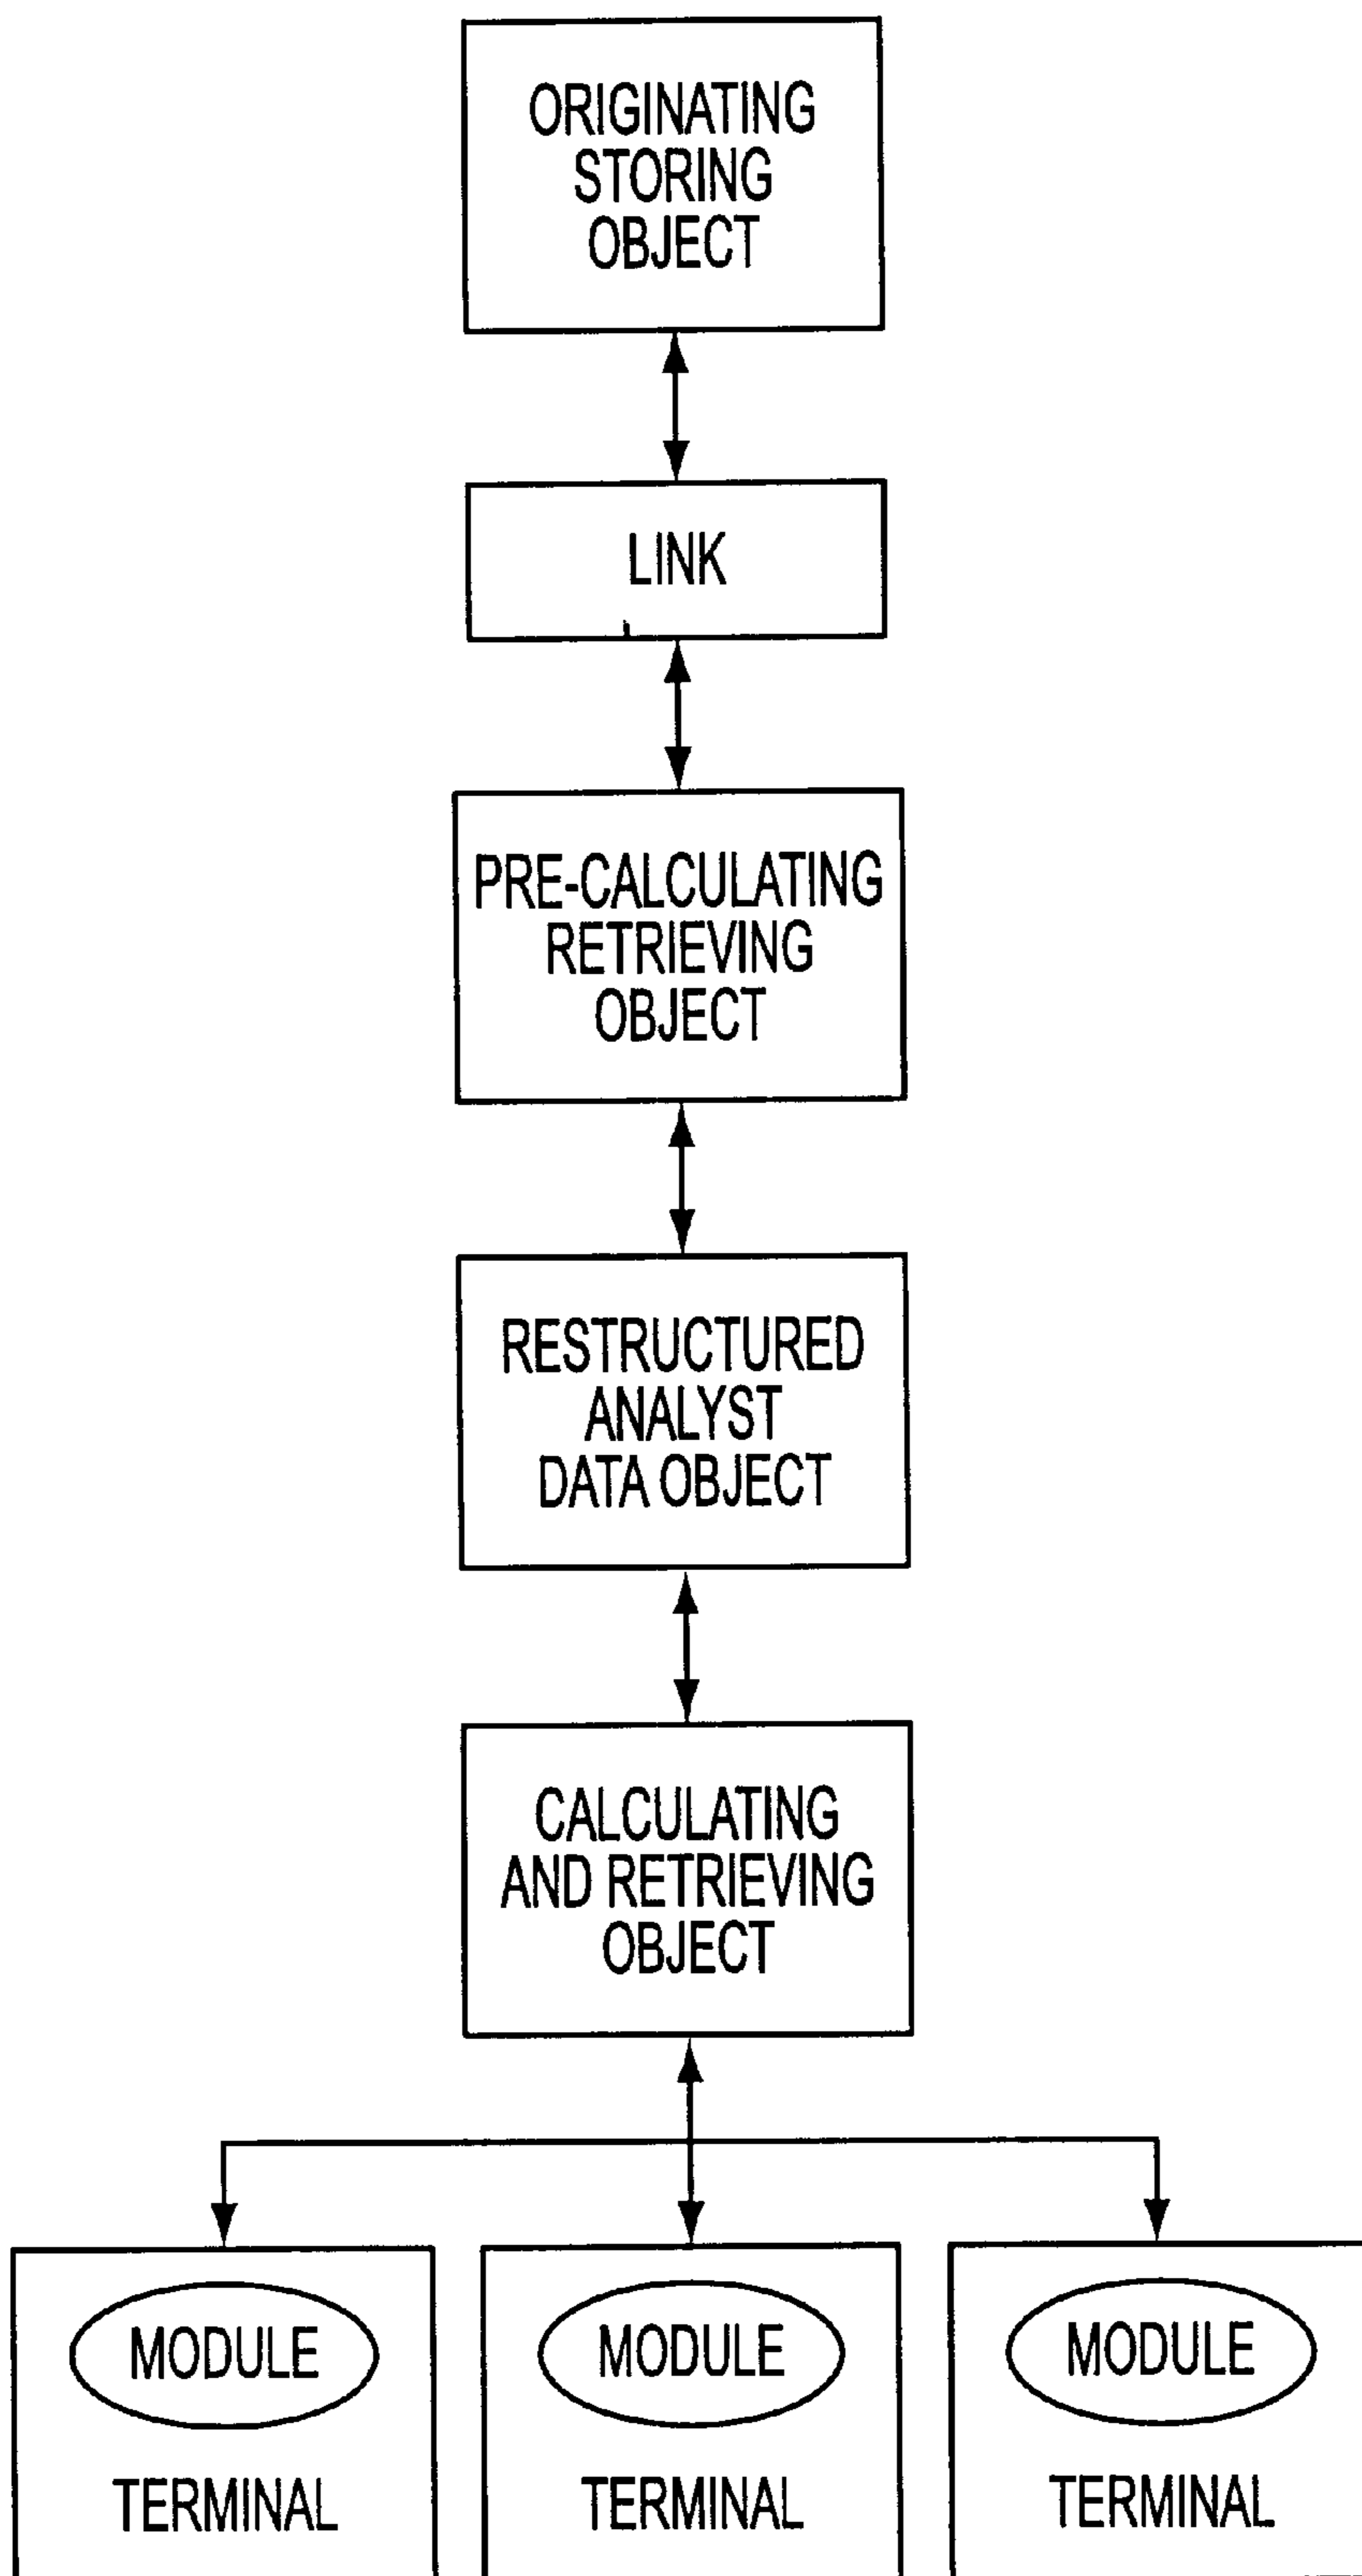 ORIGINATING
STORING
OBJECT
LINK
PRE-CALCULATING
RETRIEVING
OBJECT
RESTRUCTURED
ANALYST
DATA OBJECT
CALCULATING
AND RETRIEVING
OBJECT
MODULE
TERMINAL
MODULE
TERMINAL
MODULE
TERMINAL